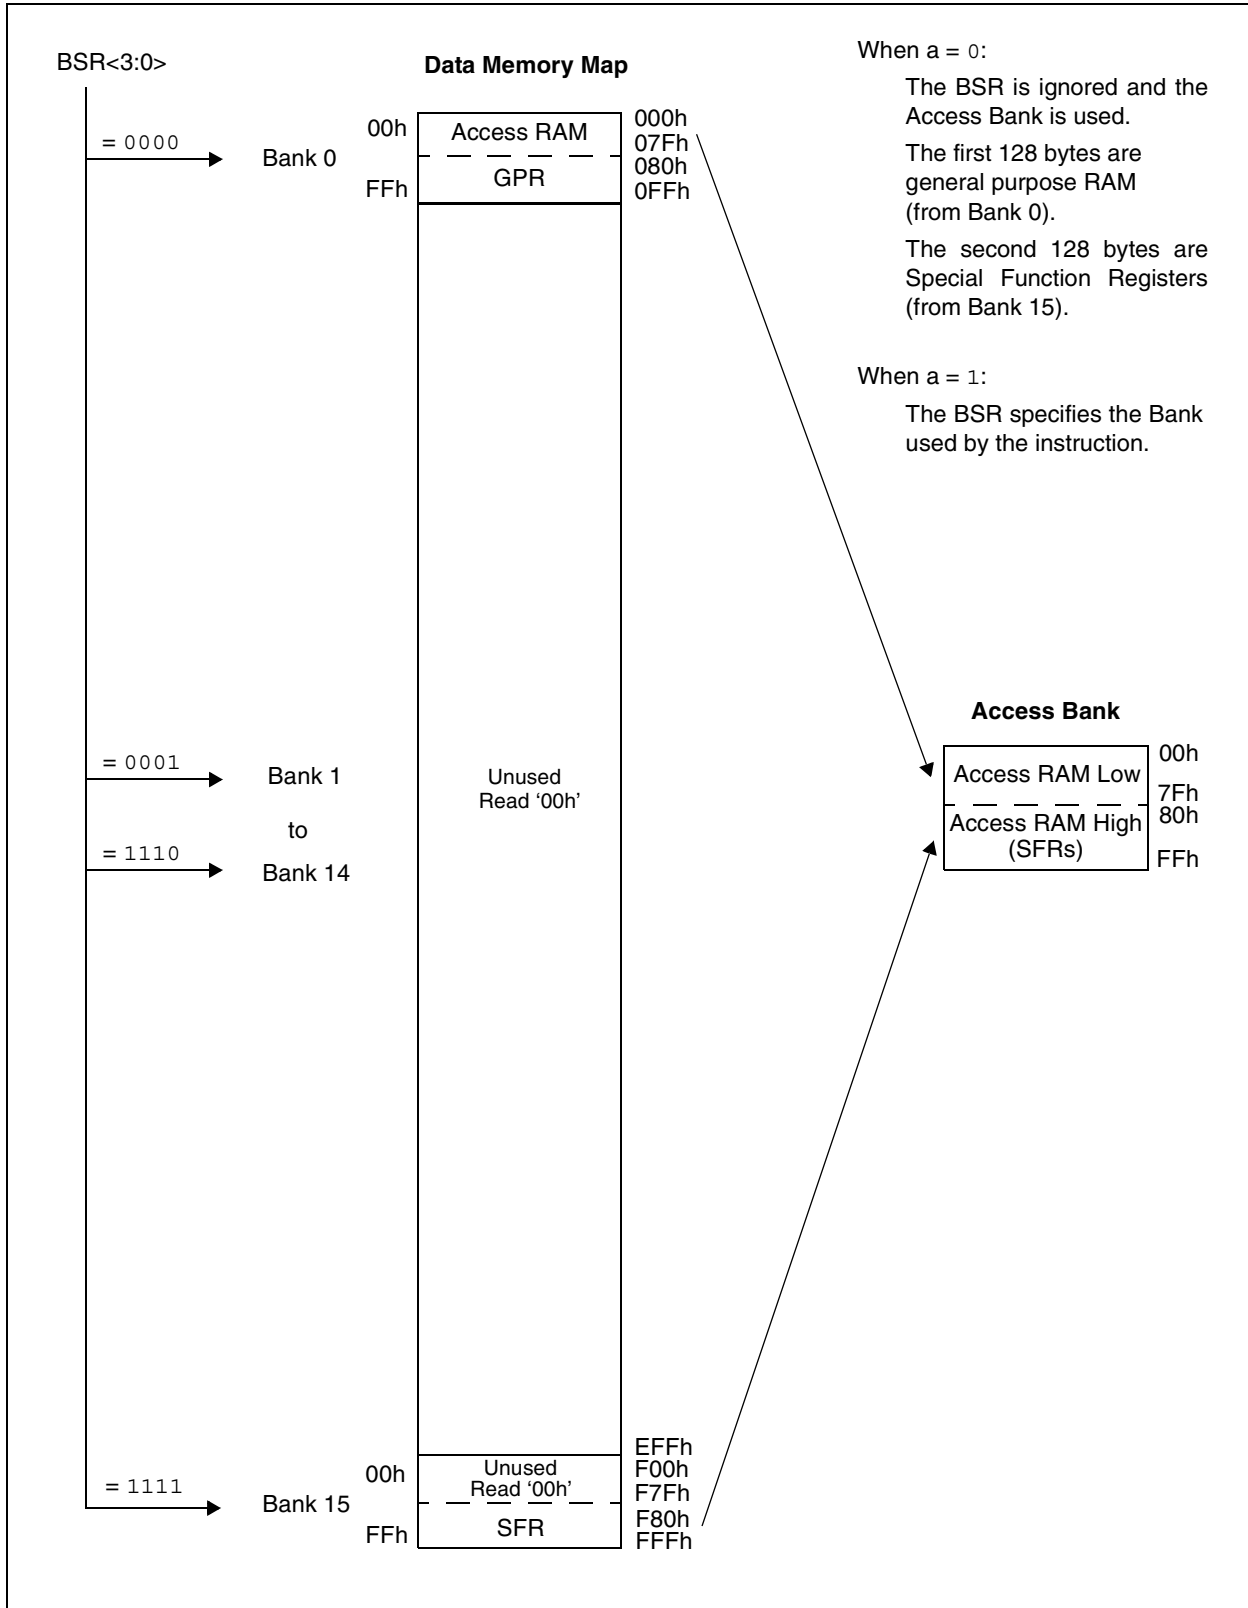 BSR<3:0>
Data Memory Map
When a = 0:
The BSR is ignored and the
Access Bank is used.
The first 128 bytes are
general purpose RAM
(from Bank 0).
The second 128 bytes are
Special Function Registers
(from Bank 15).
When a = 1:
The BSR specifies the Bank
used by the instruction.
= 0000
Bank 0
00h
FFh
Access RAM
GPR
000h
07Fh
080h
0FFh
= 0001
Bank 1
to
= 1110
Bank 14
Unused
Read ‘00h’
Access Bank
Access RAM Low
Access RAM High
(SFRs)
00h
7Fh
80h
FFh
= 1111
Bank 15
00h
FFh
Unused
Read ‘00h’
SFR
EFFh
F00h
F7Fh
F80h
FFFh